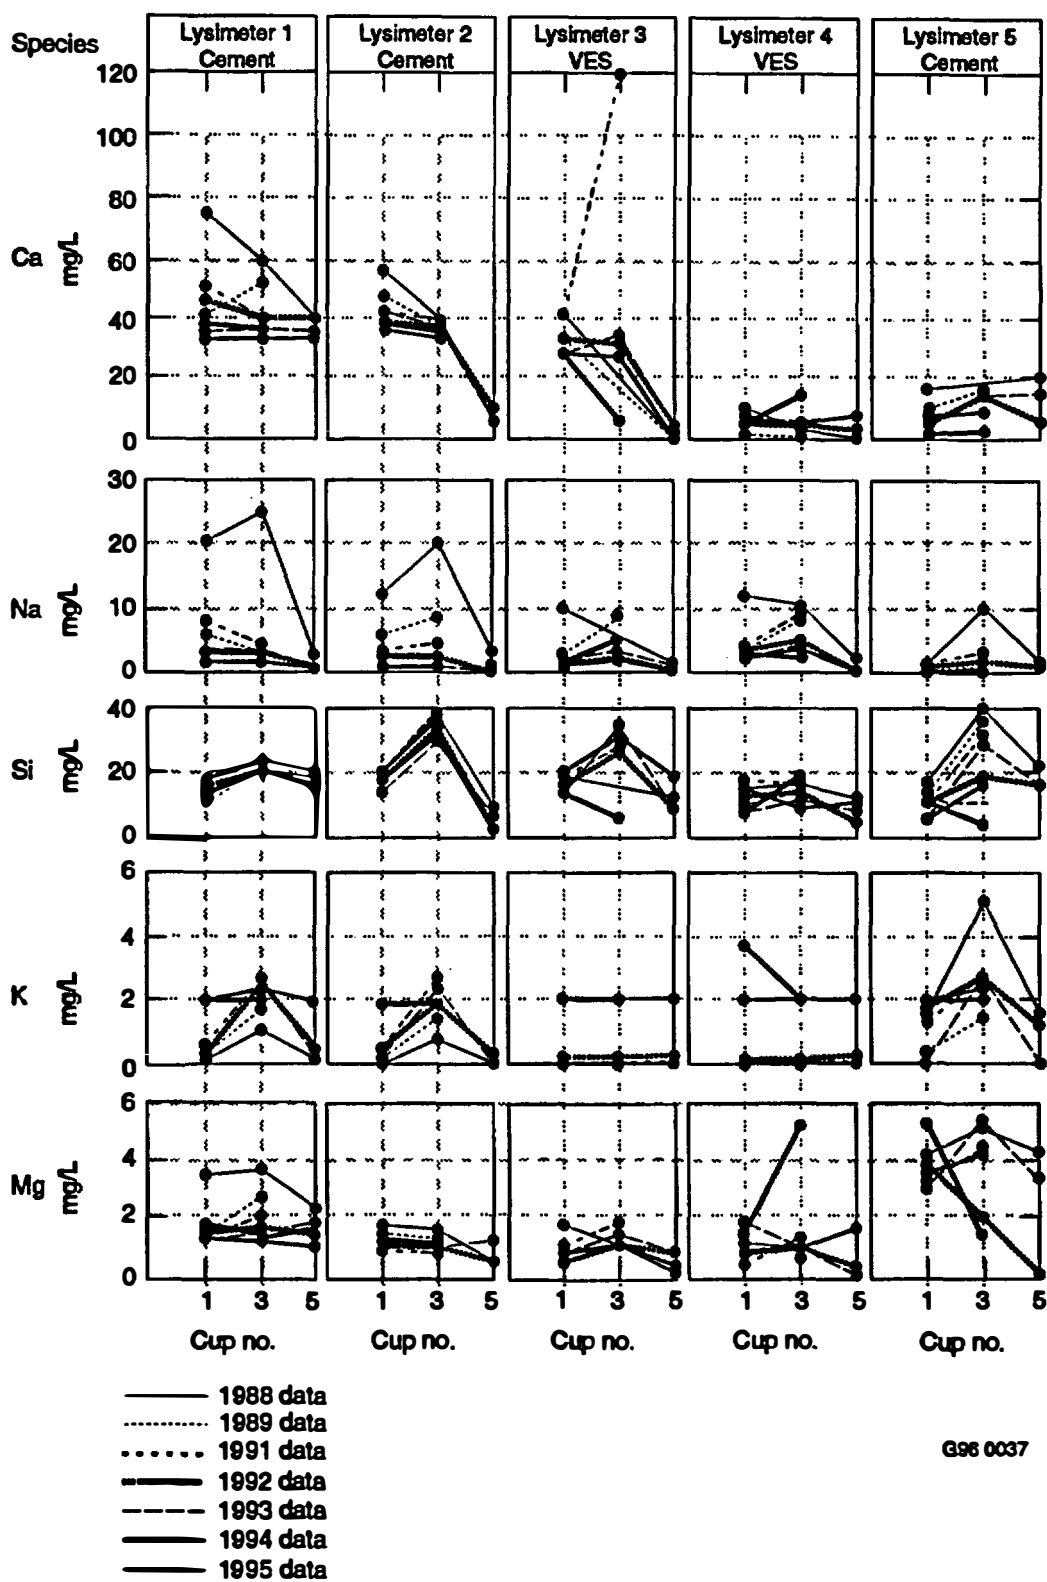 Species
Lysimeter 1
Cement
Lysimeter 2
Cement
Lysimeter 3
VES
Lysimeter 4
VES
Lysimeter 5
Cement
120
100
80
60
40
20
0
Ca
mg/L
30
20
10
0
Na
mg/L
40
20
0
Si
mg/L
6
4
2
0
K
mg/L
6
4
2
0
Mg
mg/L
1 3 5
1 3 5
1 3 5
1 3 5
1 3 5
Cup no.
Cup no.
Cup no.
Cup no.
Cup no.
1988 data
1989 data
1991 data
1992 data
1993 data
1994 data
1995 data
G96 0037